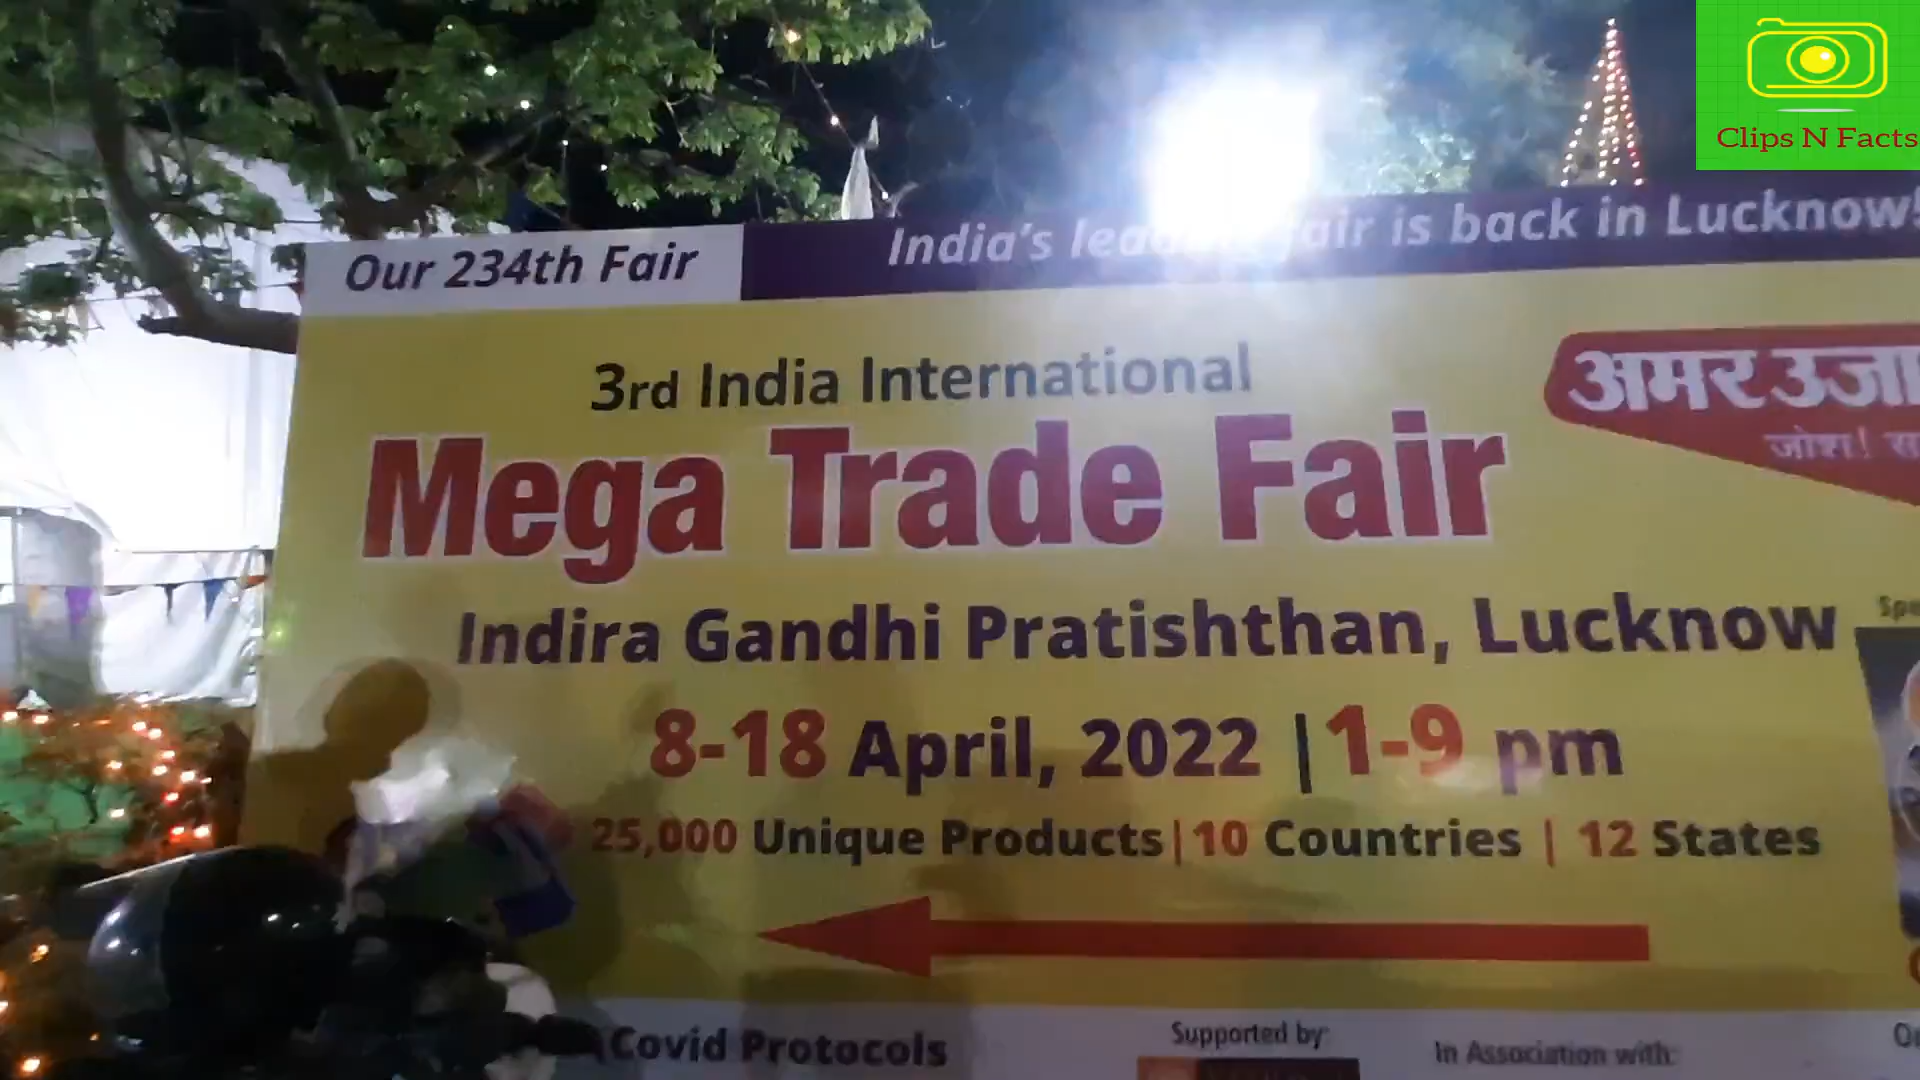 Clips N Facts
Our 234th Fair
India's fair is back in Lucknow!
3rd India International
Mega Trade Fair
अमर उजा
जोश!
Indira Gandhi Pratishthan, Lucknow
8-18 April, 2022 | 1-9 pm
25,000 Unique Products | 10 Countries | 12 States
Covid Protocols
Supported by:
In Association with: